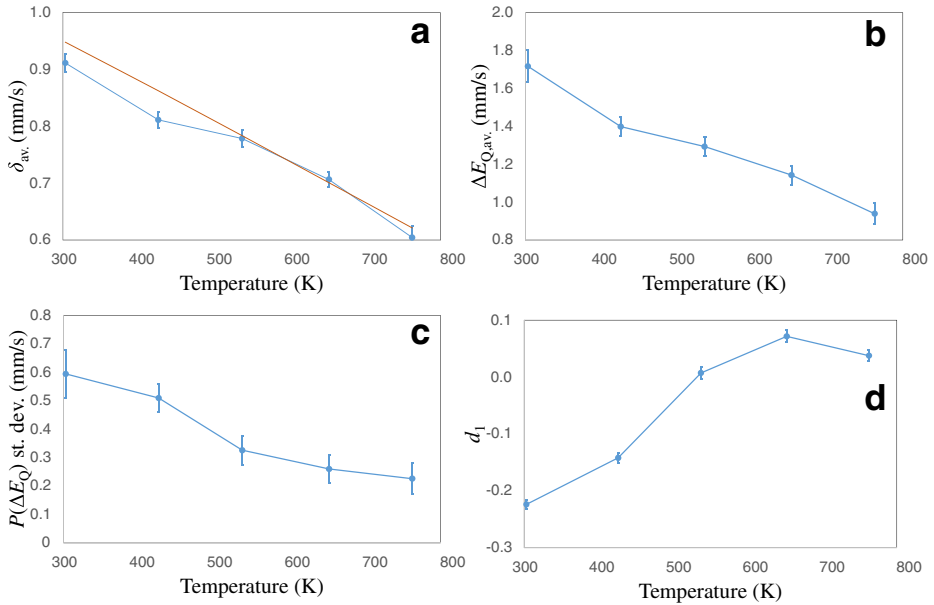 a
1.0
0.9
0.8
0.7
0.6
δav. (mm/s)
300 400 500 600 700 800
Temperature (K)
b
2.0
1.8
1.6
1.4
1.2
1.0
0.8
ΔEQ,av. (mm/s)
300 400 500 600 700 800
Temperature (K)
c
0.8
0.7
0.6
0.5
0.4
0.3
0.2
0.1
0
P(ΔEQ) st. dev. (mm/s)
300 400 500 600 700 800
Temperature (K)
d
0.1
0.0
-0.1
-0.2
-0.3
d1
300 400 500 600 700 800
Temperature (K)